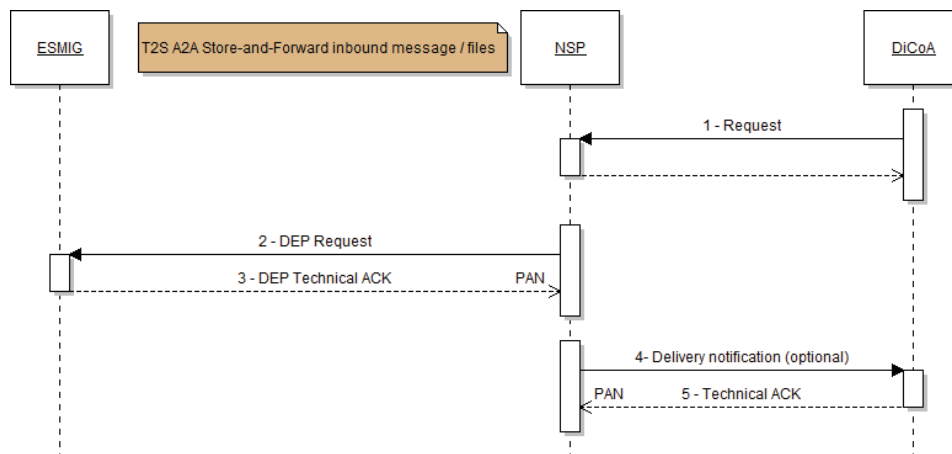 ESMIG
T2S A2A Store-and-Forward inbound message / files
NSP
DiCoA
1 - Request
2 - DEP Request
3 - DEP Technical ACK
PAN
4- Delivery notification (optional)
PAN
5 - Technical ACK